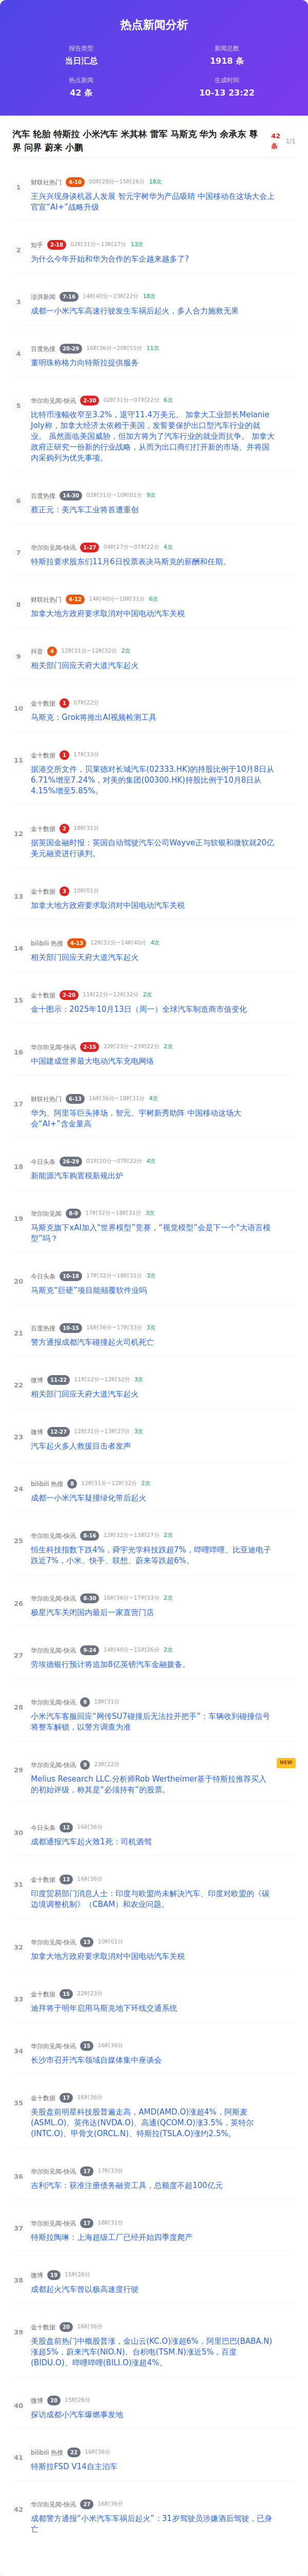 热点新闻分析
报告类型
当日汇总
新闻总数
1918 条
热点新闻
42 条
生成时间
10-13 23:22
汽车 轮胎 特斯拉 小米汽车 米其林 雷军 马斯克 华为 余承东 尊
界 问界 蔚来 小鹏
42
条
1/1
1
财联社热门 4-10 00时28分~15时26分 18次
王兴兴现身谈机器人发展 智元宇树华为产品吸睛 中国移动在这场大会上
官宣“AI+”战略升级
2
知乎 2-18 02时31分~13时27分 13次
为什么今年开始和华为合作的车企越来越多了?
3
澎湃新闻 7-16 14时40分~23时22分 18次
成都一小米汽车高速行驶发生车祸后起火，多人合力施救无果
4
百度热搜 20-29 16时36分~20时55分 11次
董明珠称格力向特斯拉提供服务
5
华尔街见闻-快讯 2-30 02时31分~07时22分 6次
比特币涨幅收窄至3.2%，退守11.4万美元。 加拿大工业部长Melanie
Joly称，加拿大经济太依赖于美国，发誓要保护出口型汽车行业的就
业。 虽然面临美国威胁，但加方将为了汽车行业的就业而抗争。 加拿大
政府正研究一份新的行业战略，从而为出口商们打开新的市场、并将国
内采购列为优先事项。
6
百度热搜 14-30 02时31分~10时01分 9次
蔡正元：美汽车工业将首遭重创
7
华尔街见闻-快讯 1-27 04时27分~07时22分 4次
特斯拉要求股东们11月6日投票表决马斯克的薪酬和任期。
8
财联社热门 4-12 14时40分~18时31分 6次
加拿大地方政府要求取消对中国电动汽车关税
9
抖音 4 12时31分~12时32分 2次
相关部门回应天府大道汽车起火
10
金十数据 1 07时22分
马斯克：Grok将推出AI视频检测工具
11
金十数据 1 17时33分
据港交所文件，贝莱德对长城汽车(02333.HK)的持股比例于10月8日从
6.71%增至7.24%，对美的集团(00300.HK)持股比例于10月8日从
4.15%增至5.85%。
12
金十数据 2 18时31分
据英国金融时报：英国自动驾驶汽车公司Wayve正与软银和微软就20亿
美元融资进行谈判。
13
金十数据 3 10时01分
加拿大地方政府要求取消对中国电动汽车关税
14
bilibili 热搜 4-13 12时31分~14时40分 4次
相关部门回应天府大道汽车起火
15
金十数据 2-20 11时22分~12时32分 2次
金十图示：2025年10月13日（周一）全球汽车制造商市值变化
16
华尔街见闻-快讯 2-15 22时23分~23时22分 2次
中国建成世界最大电动汽车充电网络
17
财联社热门 6-13 16时36分~18时31分 4次
华为、阿里等巨头捧场，智元、宇树新秀助阵 中国移动这场大
会“AI+”含金量高
18
今日头条 26-29 01时20分~07时22分 4次
新能源汽车购置税新规出炉
19
华尔街见闻 8-9 17时32分~18时31分 3次
马斯克旗下xAI加入“世界模型”竞赛，“视觉模型”会是下一个“大语言模
型”吗？
20
今日头条 10-18 17时32分~18时31分 3次
马斯克“巨硬”项目能颠覆软件业吗
21
百度热搜 10-15 16时36分~17时33分 3次
警方通报成都汽车碰撞起火司机死亡
22
微博 11-22 11时22分~12时32分 3次
相关部门回应天府大道汽车起火
23
微博 12-27 12时31分~13时27分 3次
汽车起火多人救援目击者发声
24
bilibili 热搜 8 12时31分~12时32分 2次
成都一小米汽车疑撞绿化带后起火
25
华尔街见闻-快讯 8-16 12时32分~13时27分 2次
恒生科技指数下跌4%，舜宇光学科技跌超7%，哔哩哔哩、比亚迪电子
跌近7%，小米、快手、联想、蔚来等跌超6%。
26
华尔街见闻-快讯 8-30 16时36分~17时33分 2次
极星汽车关闭国内最后一家直营门店
27
华尔街见闻-快讯 9-24 14时40分~15时26分 2次
劳埃德银行预计将追加8亿英镑汽车金融拨备。
28
华尔街见闻-快讯 9 18时31分
小米汽车客服回应“网传SU7碰撞后无法拉开把手”：车辆收到碰撞信号
将整车解锁，以警方调查为准
29
华尔街见闻-快讯 9 23时22分
NEW
Melius Research LLC.分析师Rob Wertheimer基于特斯拉推荐买入
的初始评级，称其是“必须持有”的股票。
30
今日头条 12 16时36分
成都通报汽车起火致1死：司机酒驾
31
金十数据 13 16时36分
印度贸易部门消息人士：印度与欧盟尚未解决汽车、印度对欧盟的《碳
边境调整机制》（CBAM）和农业问题。
32
华尔街见闻-快讯 13 10时01分
加拿大地方政府要求取消对中国电动汽车关税
33
金十数据 15 22时23分
迪拜将于明年启用马斯克地下环线交通系统
34
华尔街见闻-快讯 15 16时36分
长沙市召开汽车领域自媒体集中座谈会
35
金十数据 17 16时36分
美股盘前明星科技股普遍走高，AMD(AMD.O)涨超4%，阿斯麦
(ASML.O)、英伟达(NVDA.O)、高通(QCOM.O)涨3.5%，英特尔
(INTC.O)、甲骨文(ORCL.N)、特斯拉(TSLA.O)涨约2.5%。
36
华尔街见闻-快讯 17 17时33分
吉利汽车：获准注册债务融资工具，总额度不超100亿元
37
华尔街见闻-快讯 17 18时31分
特斯拉陶琳：上海超级工厂已经开始四季度爬产
38
微博 19 15时26分
成都起火汽车曾以极高速度行驶
39
金十数据 20 16时36分
美股盘前热门中概股普涨，金山云(KC.O)涨超6%，阿里巴巴(BABA.N)
涨超5%，蔚来汽车(NIO.N)、台积电(TSM.N)涨近5%，百度
(BIDU.O)、哔哩哔哩(BILI.O)涨超4%。
40
微博 20 15时26分
探访成都小汽车爆燃事发地
41
bilibili 热搜 22 16时36分
特斯拉FSD V14自主泊车
42
华尔街见闻-快讯 27 16时36分
成都警方通报“小米汽车车祸后起火”：31岁驾驶员涉嫌酒后驾驶，已身
亡